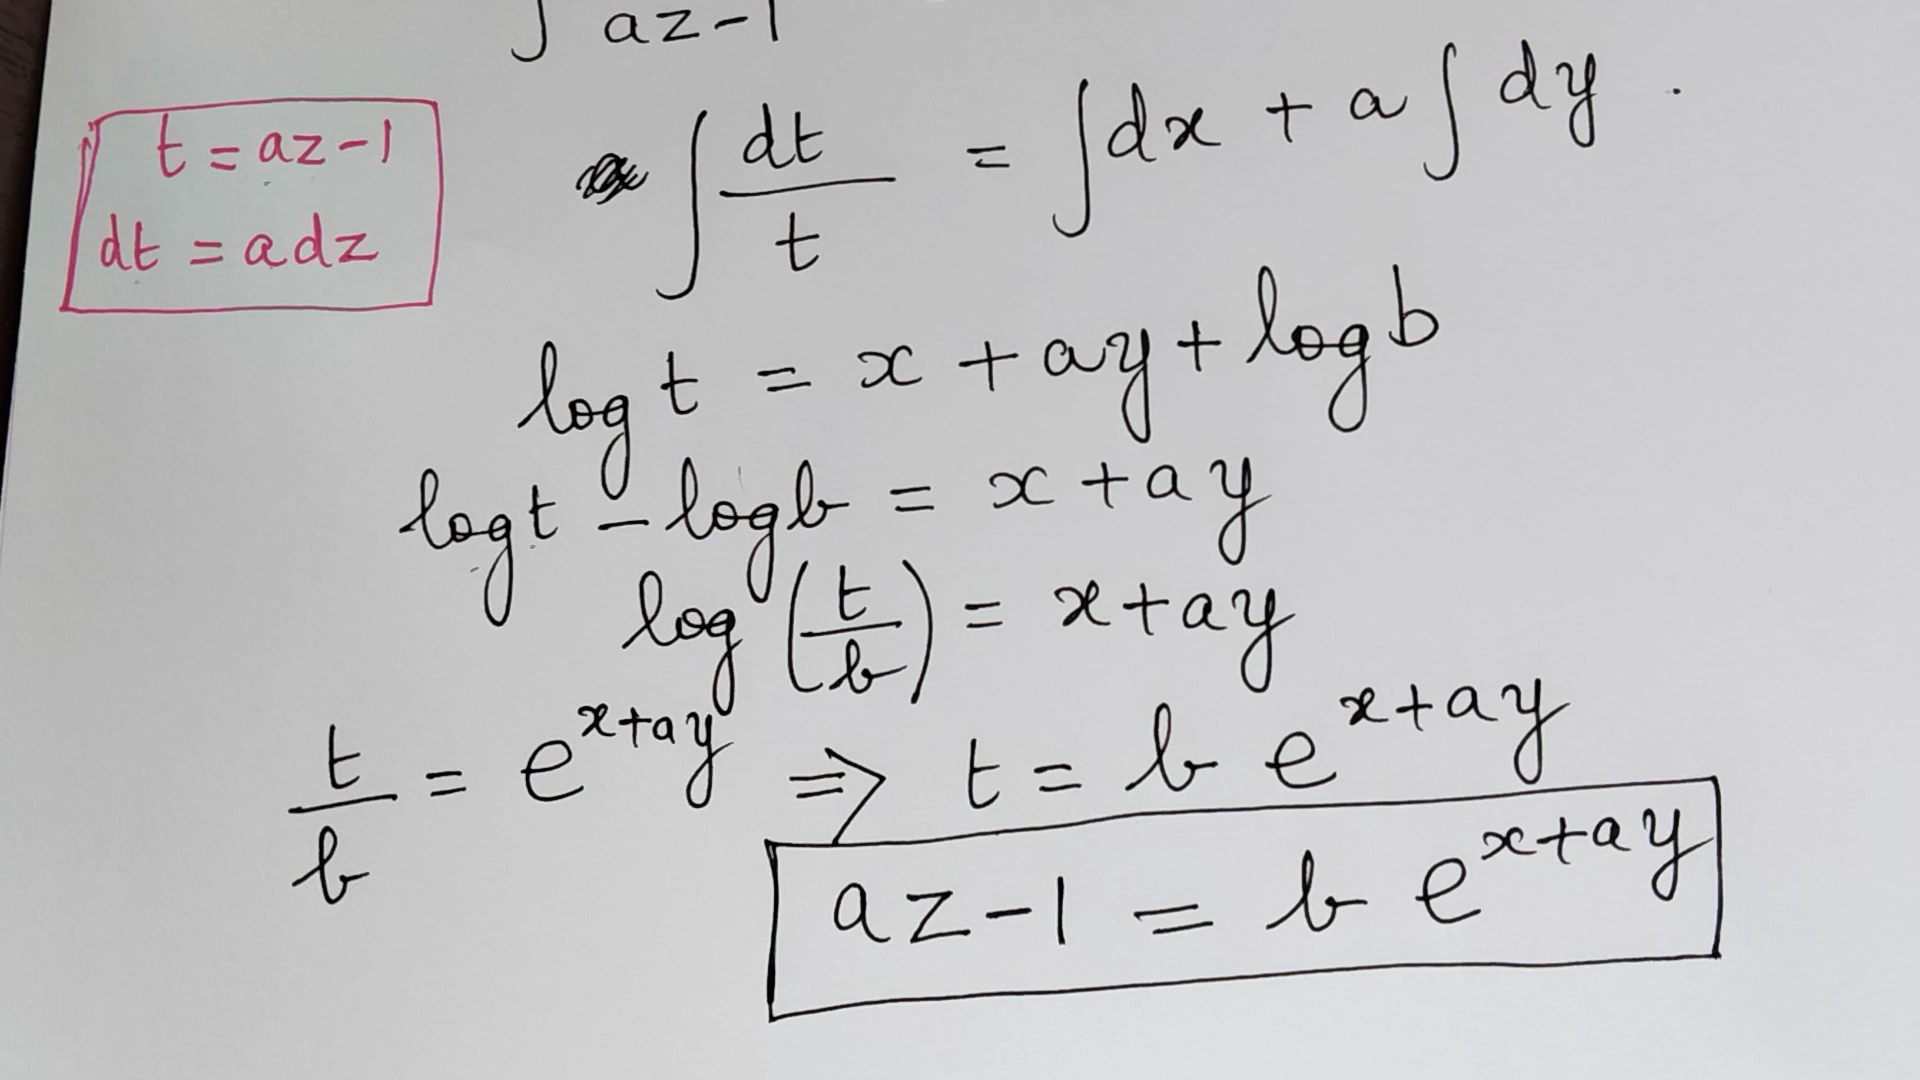 ∫ az-1
t = az-1
dt = adz
∫ dt/t = ∫dx + a∫dy.
log t = x + ay + log b
log t - log b = x + ay
log (t/b) = x + ay
t/b = e^(x+ay) ⇒ t = b e^(x+ay)
az-1 = b e^(x+ay)